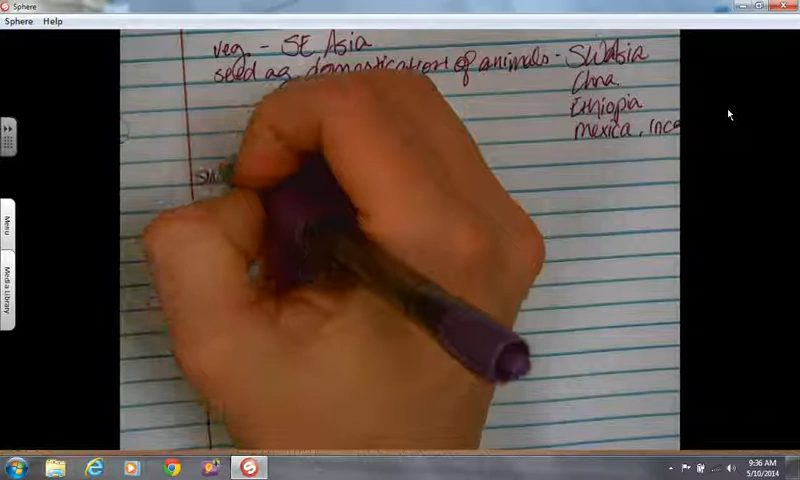 Sphere
Sphere Help
veg. - SE Asia
seed ag domestication of animals - SW Asia
China
Ethiopia
mexica, inca
Menu
Media Library
9:36 AM
5/10/2014